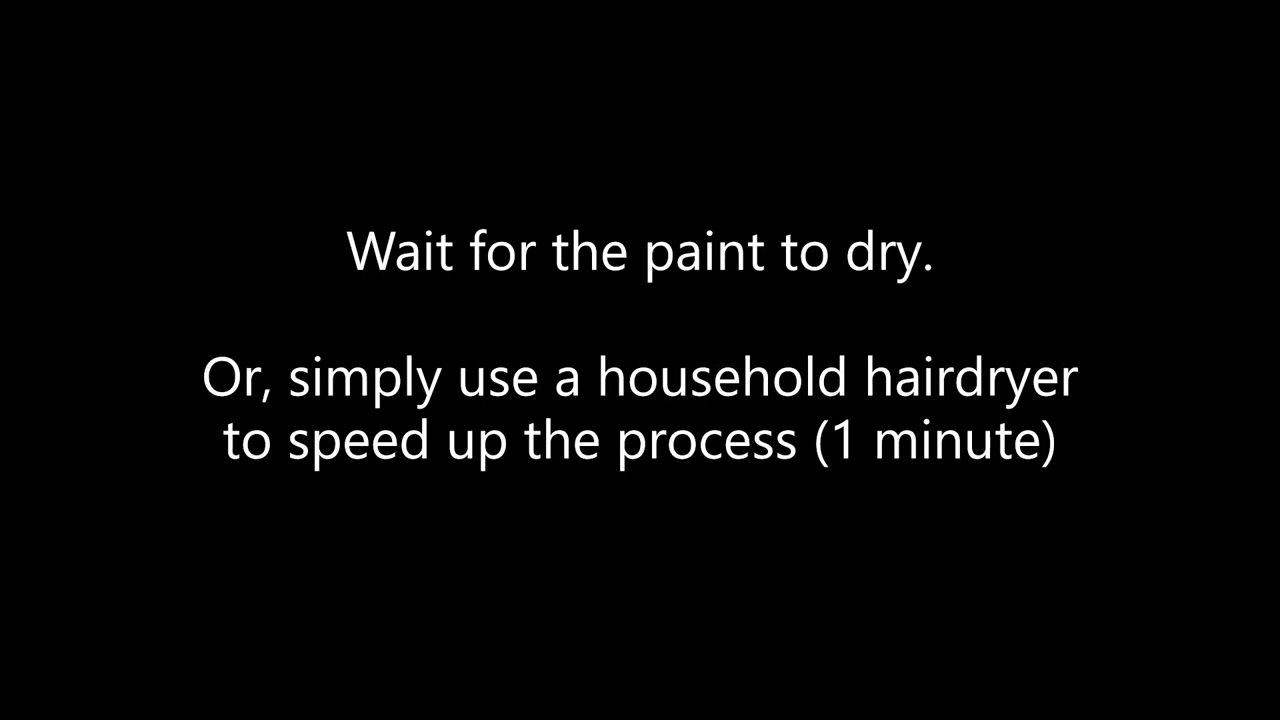 Wait for the paint to dry.
Or, simply use a household hairdryer
to speed up the process (1 minute)